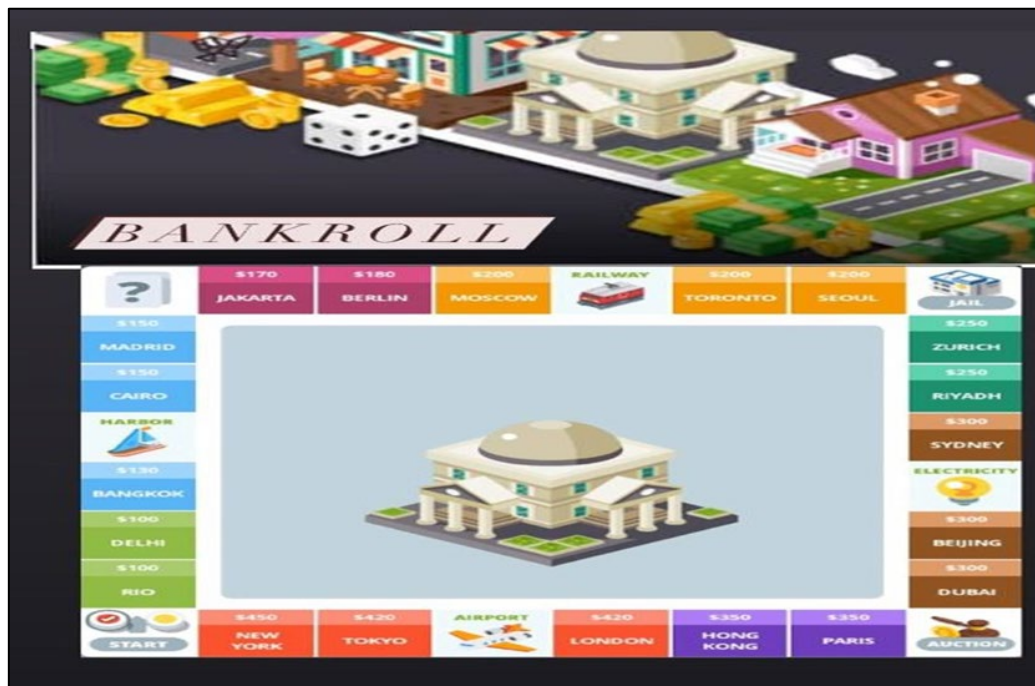 BANKROLL
?
$170
JAKARTA
$180
BERLIN
$200
MOSCOW
RAILWAY
$200
TORONTO
$200
SEOUL
JAIL
$150
MADRID
$250
ZURICH
$150
CAIRO
$250
RIYADH
HARBOR
$300
SYDNEY
$130
BANGKOK
ELECTRICITY
$100
DELHI
$300
BEIJING
$100
RIO
$300
DUBAI
START
$450
NEW
YORK
$420
TOKYO
AIRPORT
$420
LONDON
$350
HONG
KONG
$350
PARIS
AUCTION